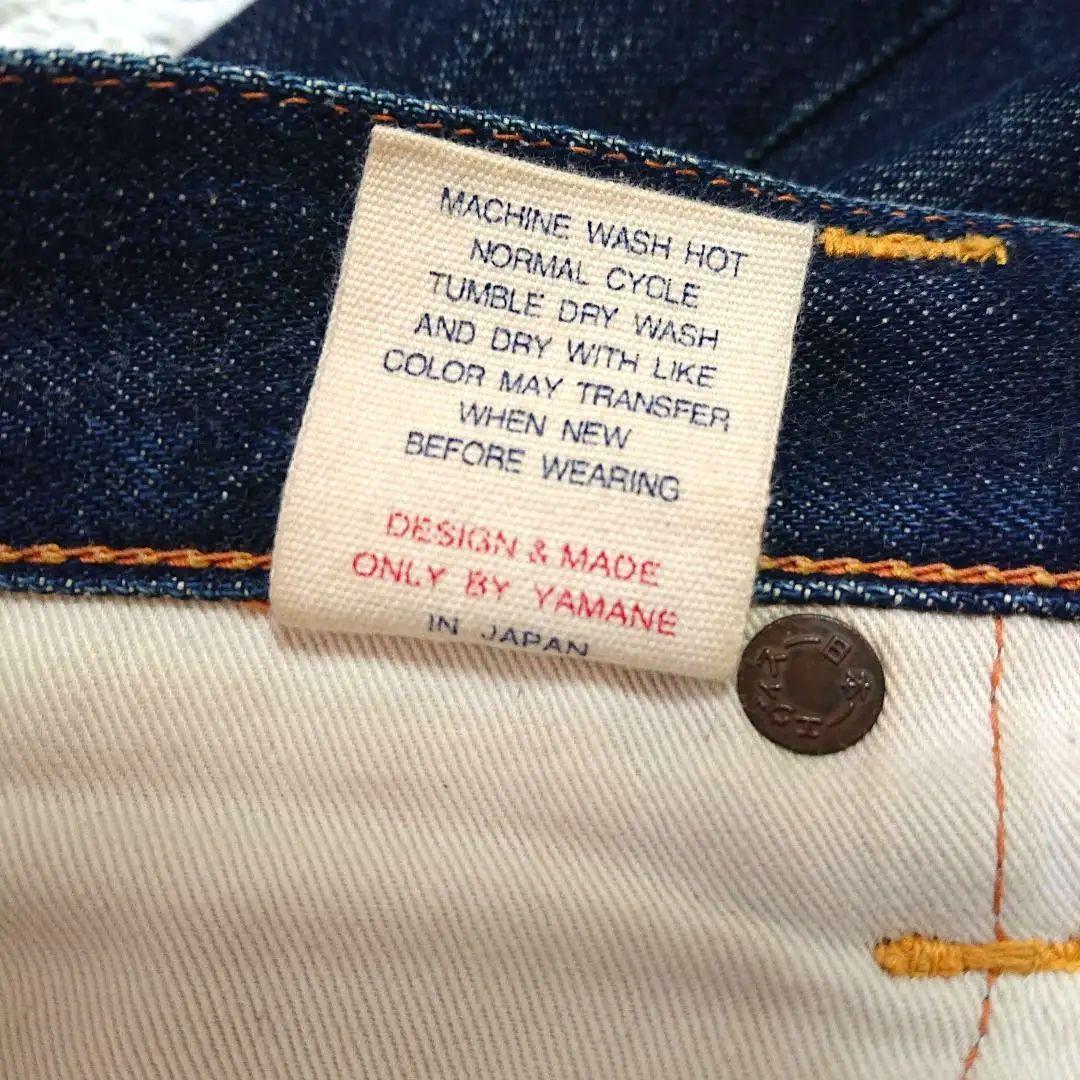 MACHINE WASH HOT
NORMAL CYCLE
TUMBLE DRY WASH
AND DRY WITH LIKE
COLOR MAY TRANSFER
WHEN NEW
BEFORE WEARING
DESIGN & MADE
ONLY BY YAMANE
IN JAPAN